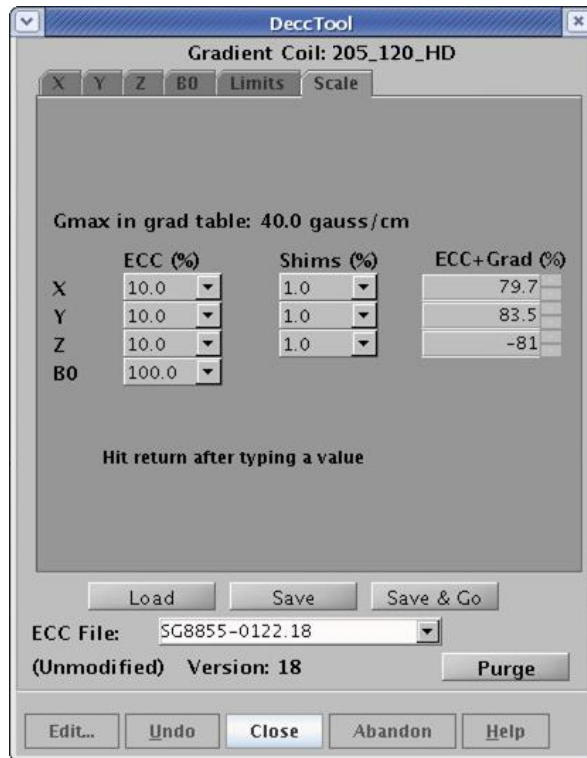 DeccTool
Gradient Coil: 205_120_HD
X Y Z B0 Limits Scale
Gmax in grad table: 40.0 gauss/cm
ECC (%) Shims (%) ECC+Grad (%)
X 10.0 1.0 79.7
Y 10.0 1.0 83.5
Z 10.0 1.0 -81
B0 100.0
Hit return after typing a value
Load Save Save & Go
ECC File: SG8855-0122.18
(Unmodified) Version: 18 Purge
Edit... Undo Close Abandon Help